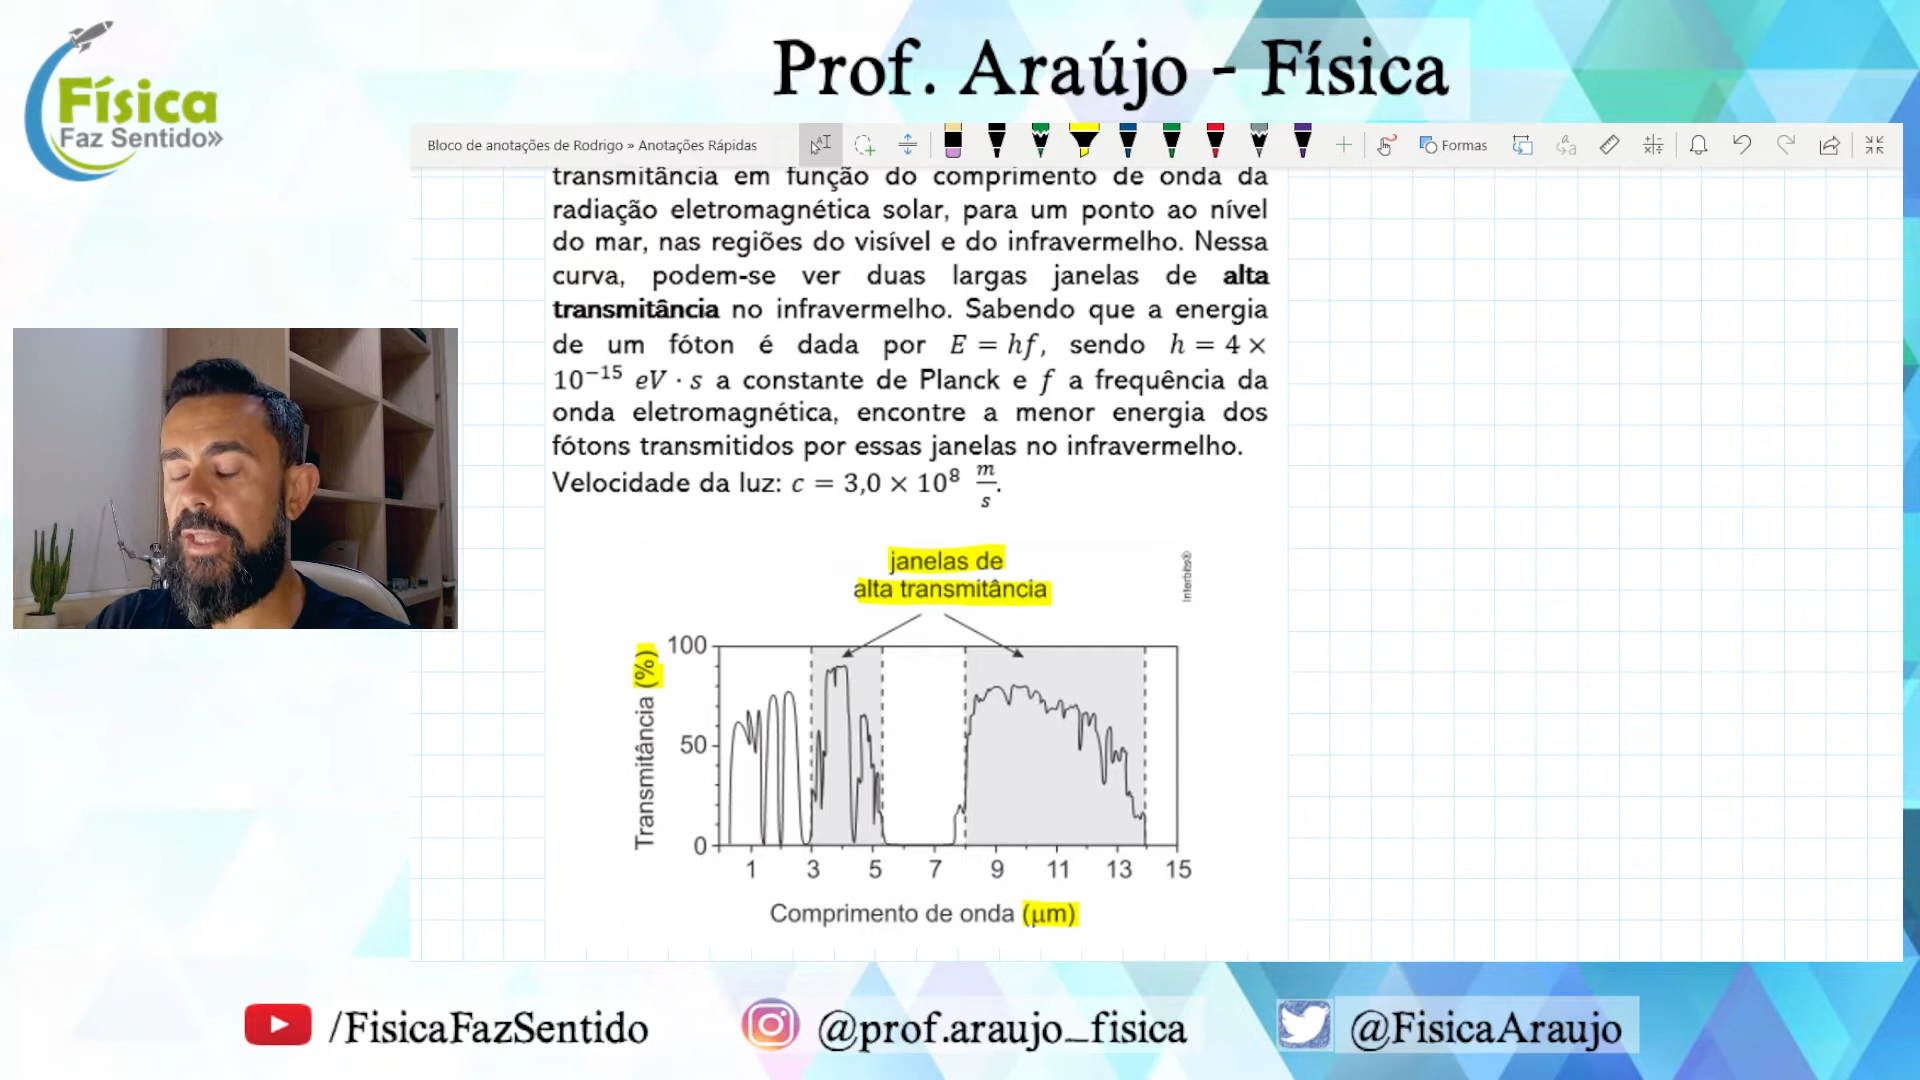 Física
Faz Sentido»
Prof. Araújo - Física
Bloco de anotações de Rodrigo » Anotações Rápidas
Formas
transmitância em função do comprimento de onda da
radiação eletromagnética solar, para um ponto ao nível
do mar, nas regiões do visível e do infravermelho. Nessa
curva, podem-se ver duas largas janelas de alta
transmitância no infravermelho. Sabendo que a energia
de um fóton é dada por E = hf, sendo h = 4 ×
10⁻¹⁵ eV · s a constante de Planck e f a frequência da
onda eletromagnética, encontre a menor energia dos
fótons transmitidos por essas janelas no infravermelho.
Velocidade da luz: c = 3,0 × 10⁸ m/s.
janelas de
alta transmitância
Interbits®
Transmitância (%)
100
50
0
1 3 5 7 9 11 13 15
Comprimento de onda (μm)
/FisicaFazSentido
@prof.araujo_fisica
@FisicaAraujo